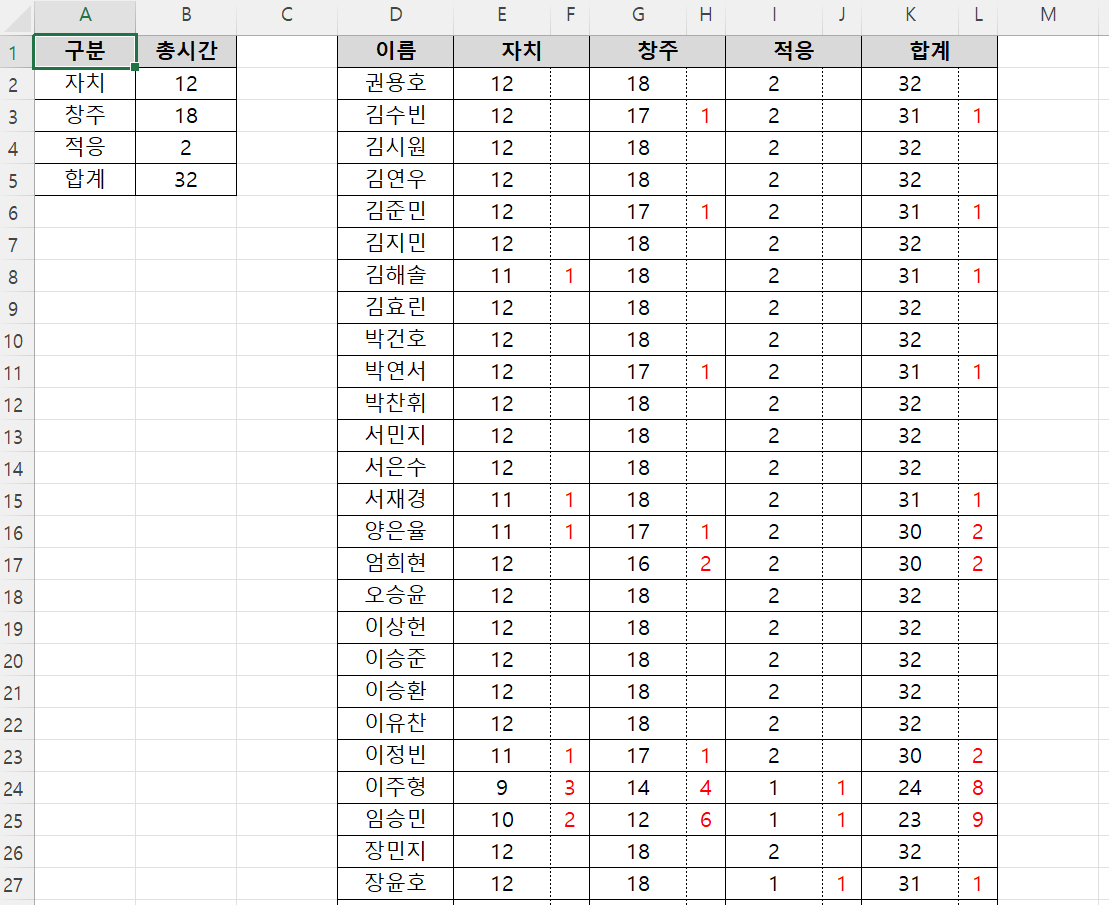 A B C D E F G H I J K L M
1 구분 총시간 이름 자치 창주 적응 합계
2 자치 12 권용호 12 18 2 32
3 창주 18 김수빈 12 17 1 2 31 1
4 적응 2 김시원 12 18 2 32
5 합계 32 김연우 12 18 2 32
6 김준민 12 17 1 2 31 1
7 김지민 12 18 2 32
8 김해솔 11 1 18 2 31 1
9 김효린 12 18 2 32
10 박건호 12 18 2 32
11 박연서 12 17 1 2 31 1
12 박찬휘 12 18 2 32
13 서민지 12 18 2 32
14 서은수 12 18 2 32
15 서재경 11 1 18 2 31 1
16 양은율 11 1 17 1 2 30 2
17 엄희현 12 16 2 2 30 2
18 오승윤 12 18 2 32
19 이상헌 12 18 2 32
20 이승준 12 18 2 32
21 이승환 12 18 2 32
22 이유찬 12 18 2 32
23 이정빈 11 1 17 1 2 30 2
24 이주형 9 3 14 4 1 1 24 8
25 임승민 10 2 12 6 1 1 23 9
26 장민지 12 18 2 32
27 장윤호 12 18 1 1 31 1